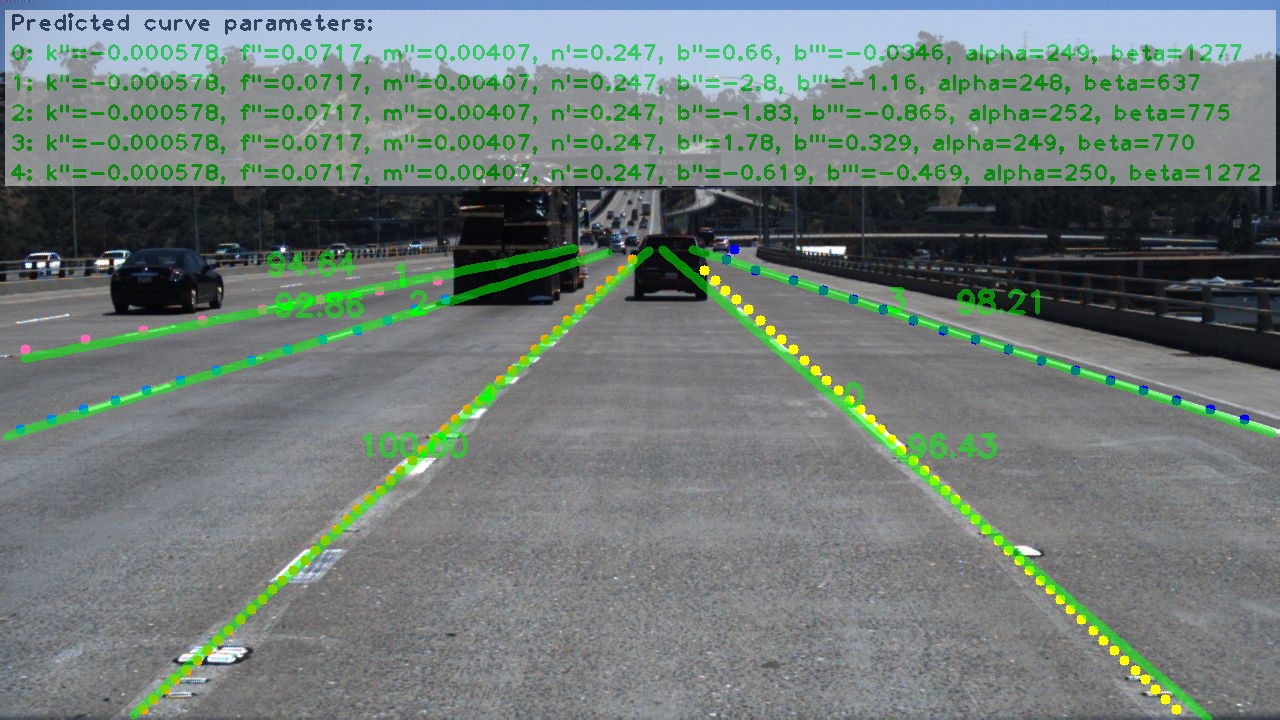 Predicted curve parameters:
0: k''=-0.000578, f''=0.0717, m''=0.00407, n'=0.247, b''=0.66, b'''=-0.0346, alpha=249, beta=1277
1: k''=-0.000578, f''=0.0717, m''=0.00407, n'=0.247, b''=-2.8, b'''=-1.16, alpha=248, beta=637
2: k''=-0.000578, f''=0.0717, m''=0.00407, n'=0.247, b''=-1.83, b'''=-0.865, alpha=252, beta=775
3: k''=-0.000578, f''=0.0717, m''=0.00407, n'=0.247, b''=1.78, b'''=0.329, alpha=249, beta=770
4: k''=-0.000578, f''=0.0717, m''=0.00407, n'=0.247, b''=-0.619, b'''=-0.469, alpha=250, beta=1272
94.64 1
92.86 2 3 98.21
0
100.00 96.43